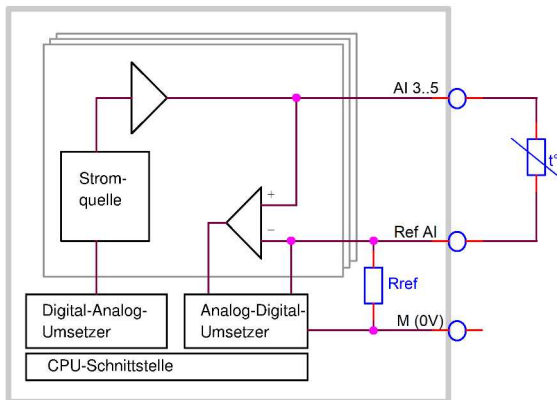 AI 3..5
t°
Strom-
quelle
+
−
Ref AI
Rref
Digital-Analog-
Umsetzer
Analog-Digital-
Umsetzer
M (0V)
CPU-Schnittstelle